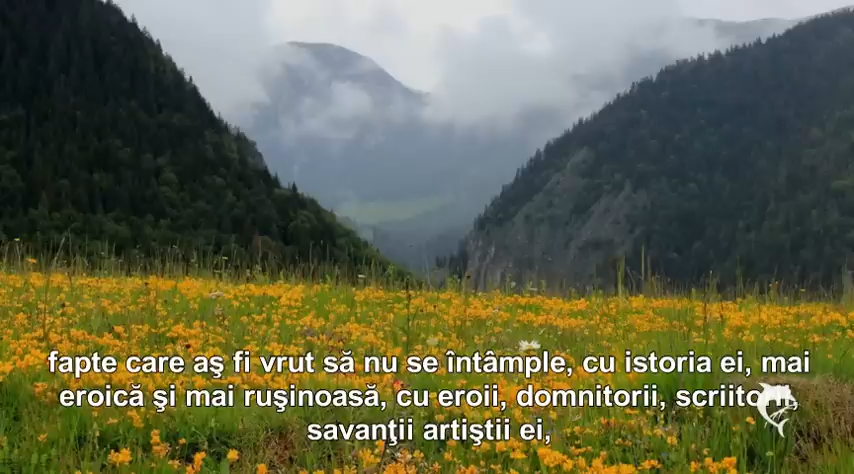 fapte care aş fi vrut să nu se întâmple, cu istoria ei, mai
eroică şi mai ruşinoasă, cu eroii, domnitorii, scriitorii,
savanţii artiştii ei,